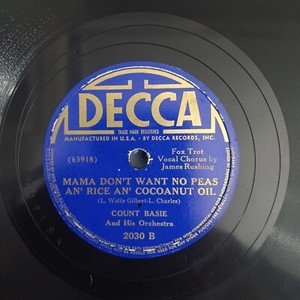 DECCA
TRADE MARK REGISTERED
MANUFACTURED IN U.S.A. - BY DECCA RECORDS, INC.
Fox Trot
(63918)
Vocal Chorus by
James Rushing
MAMA DON'T WANT NO PEAS
AN' RICE AN' COCOANUT OIL
(L. Wolfe Gilbert-L. Charles)
COUNT BASIE
And His Orchestra
2030 B